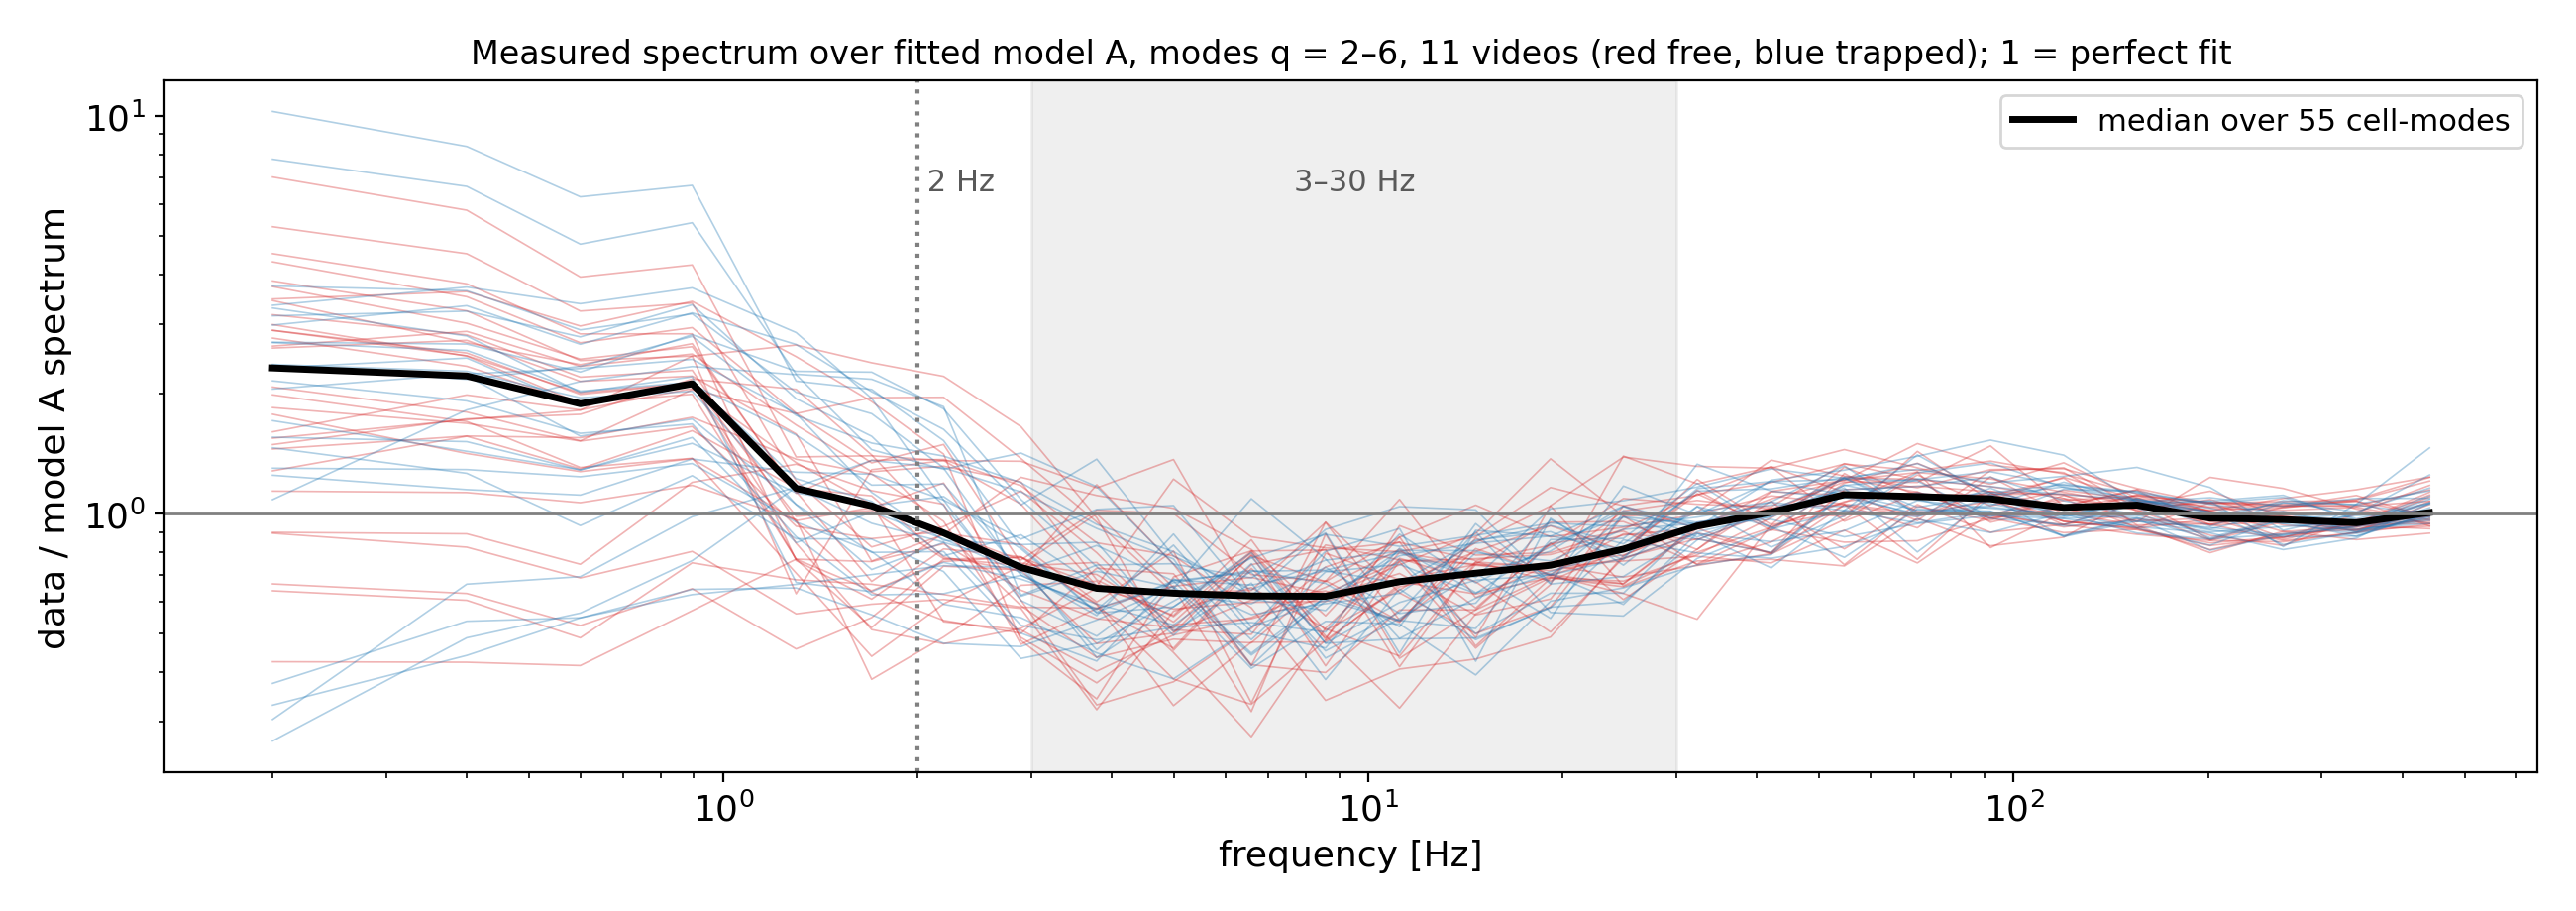 Measured spectrum over fitted model A, modes q = 2–6, 11 videos (red free, blue trapped); 1 = perfect fit
median over 55 cell-modes
2 Hz
3–30 Hz
data / model A spectrum
10¹
10⁰
10⁰
10¹
10²
frequency [Hz]